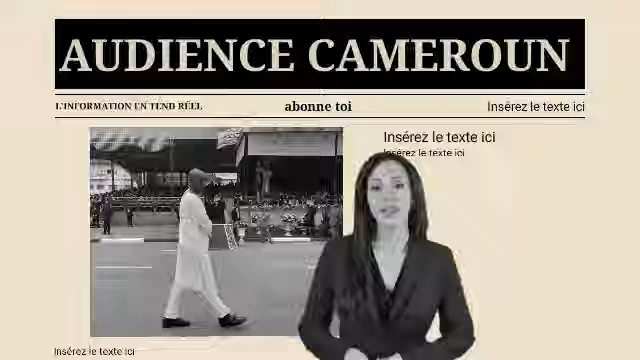 AUDIENCE CAMEROUN
L'INFORMATION EN TEND RÉEL
abonne toi
Insérez le texte ici
Insérez le texte ici
Insérez le texte ici
Insérez le texte ici